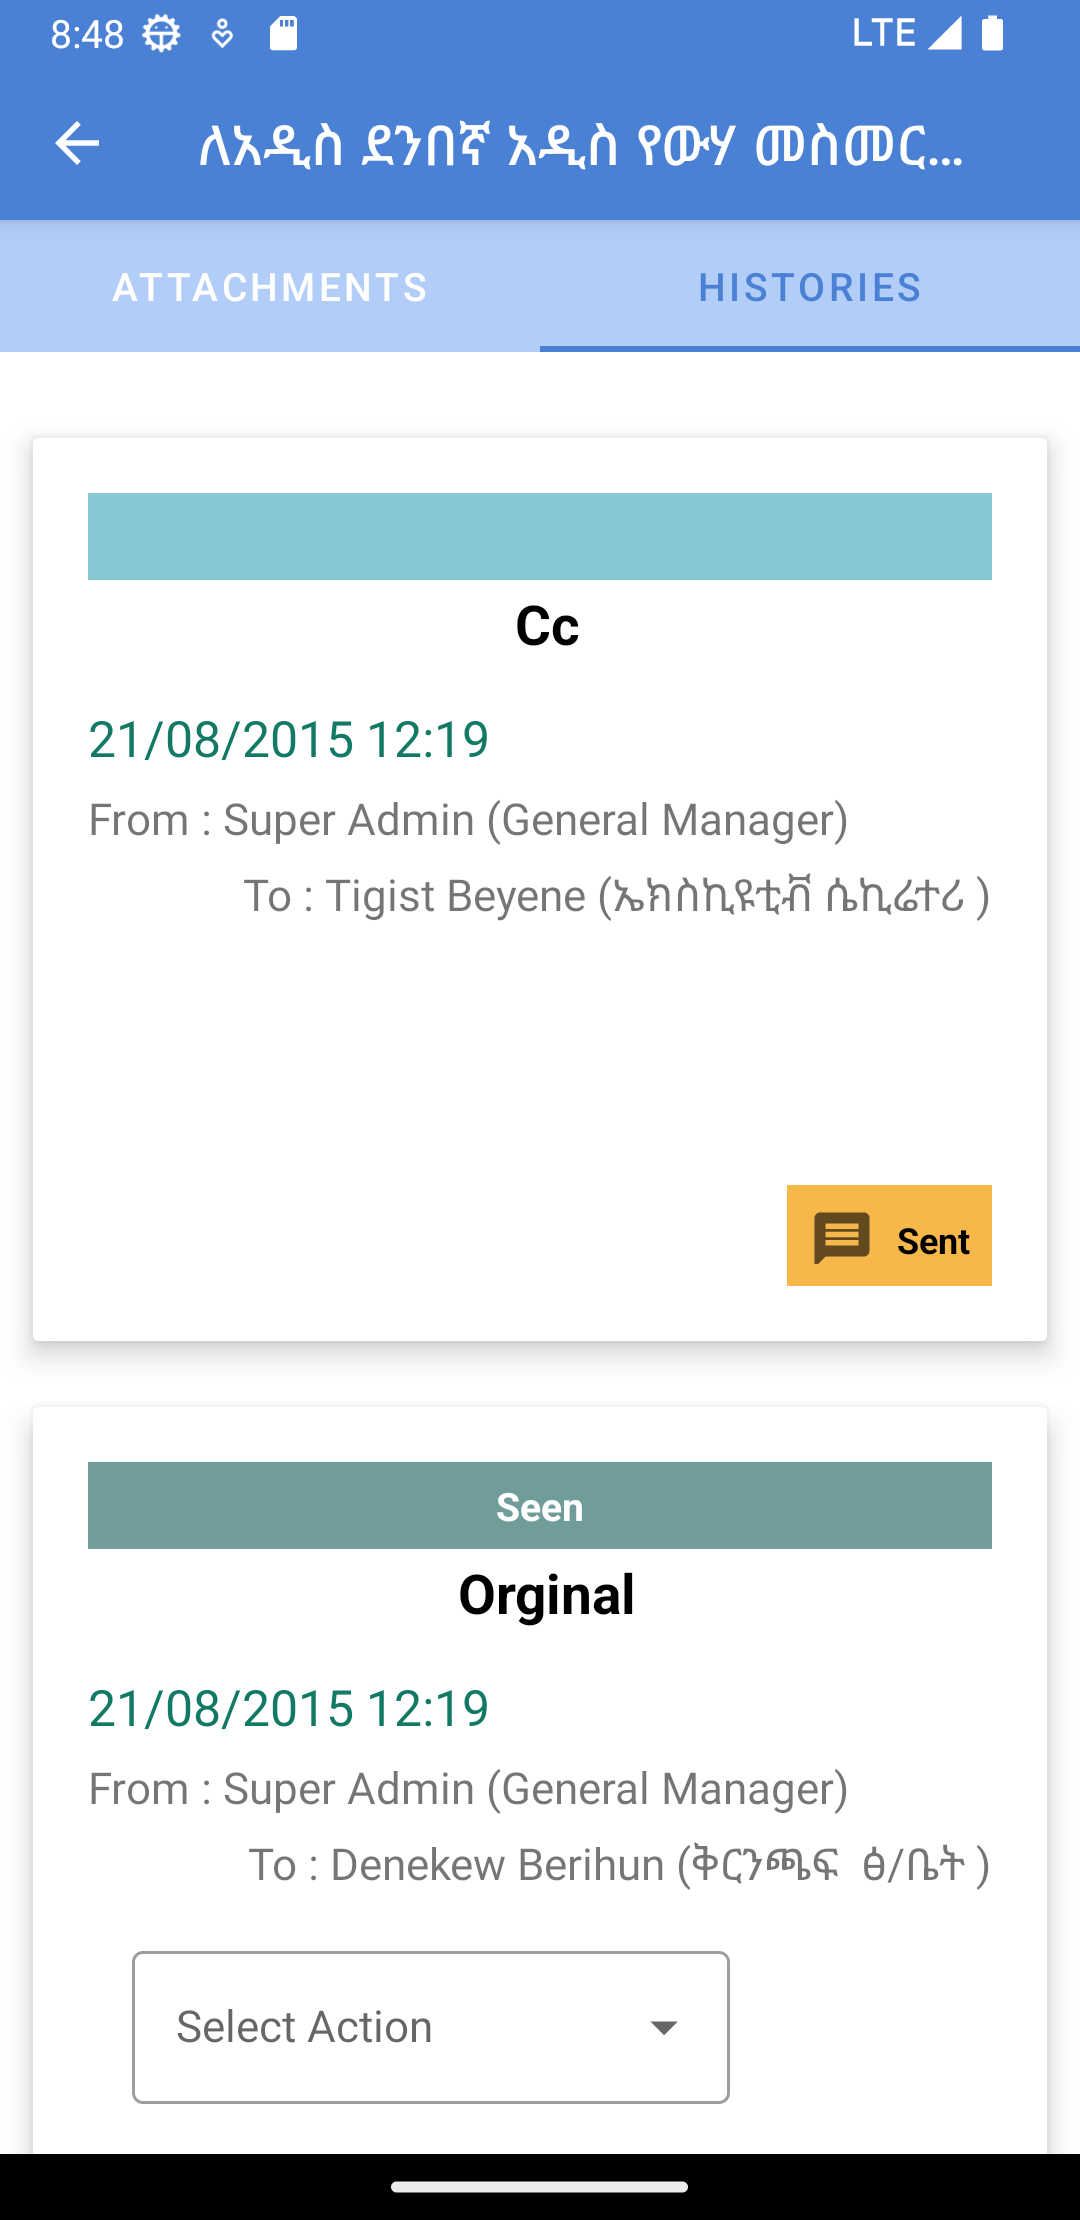 8:48
LTE
ለአዲስ ደንበኛ አዲስ የውሃ መስመር...
ATTACHMENTS
HISTORIES
Cc
21/08/2015 12:19
From : Super Admin (General Manager)
To : Tigist Beyene (ኤክስኪዩቲቭ ሴኪሬተሪ )
Sent
Seen
Orginal
21/08/2015 12:19
From : Super Admin (General Manager)
To : Denekew Berihun (ቅርንጫፍ ፅ/ቤት )
Select Action